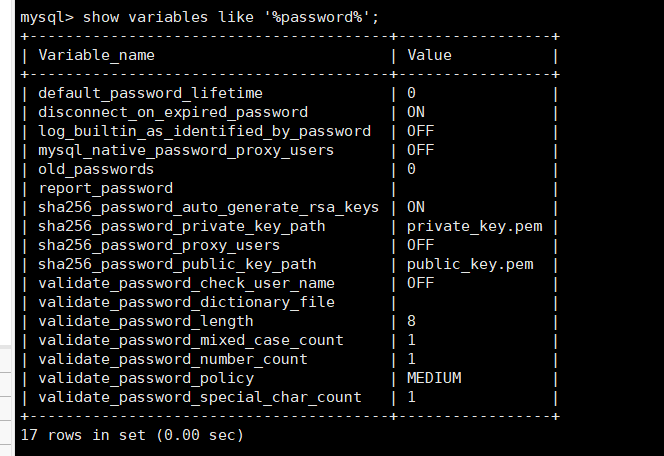 mysql> show variables like '%password%';
+----------------------------------------+-----------------+
| Variable_name                          | Value           |
+----------------------------------------+-----------------+
| default_password_lifetime              | 0               |
| disconnect_on_expired_password         | ON              |
| log_builtin_as_identified_by_password  | OFF             |
| mysql_native_password_proxy_users      | OFF             |
| old_passwords                          | 0               |
| report_password                        |                 |
| sha256_password_auto_generate_rsa_keys | ON              |
| sha256_password_private_key_path       | private_key.pem |
| sha256_password_proxy_users            | OFF             |
| sha256_password_public_key_path        | public_key.pem  |
| validate_password_check_user_name      | OFF             |
| validate_password_dictionary_file      |                 |
| validate_password_length               | 8               |
| validate_password_mixed_case_count     | 1               |
| validate_password_number_count         | 1               |
| validate_password_policy               | MEDIUM          |
| validate_password_special_char_count   | 1               |
+----------------------------------------+-----------------+
17 rows in set (0.00 sec)